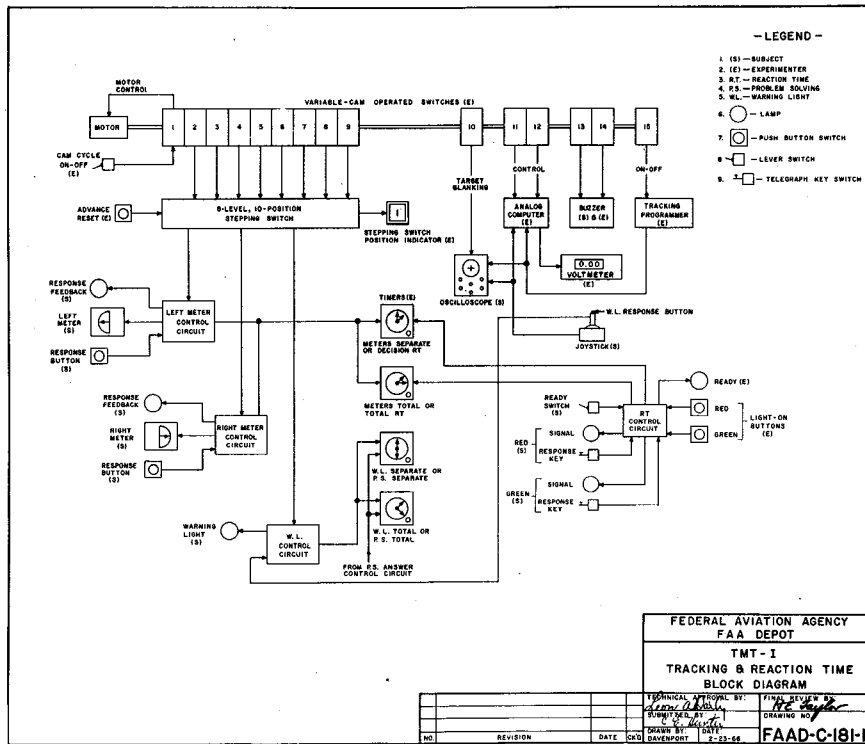 — LEGEND —
1. (S) — SUBJECT
2. (E) — EXPERIMENTER
3. R.T. — REACTION TIME
4. P.S. — PROBLEM SOLVING
5. W.L. — WARNING LIGHT
6. — LAMP
7. — PUSH BUTTON SWITCH
8 — LEVER SWITCH
9. — TELEGRAPH KEY SWITCH
MOTOR
CONTROL
VARIABLE-CAM OPERATED SWITCHES (E)
MOTOR
1 2 3 4 5 6 7 8 9 10 11 12 13 14 15
CAM CYCLE
ON-OFF
(E)
TARGET
BLANKING
CONTROL
ON-OFF
ADVANCE
RESET (E)
6-LEVEL, 10-POSITION
STEPPING SWITCH
1
STEPPING SWITCH
POSITION INDICATOR (E)
ANALOG
COMPUTER
(E)
BUZZER
(S) & (E)
TRACKING
PROGRAMMER
(E)
0.00
VOLTMETER
(E)
OSCILLOSCOPE (S)
RESPONSE
FEEDBACK
(S)
LEFT
METER
(S)
RESPONSE
BUTTON (S)
LEFT METER
CONTROL
CIRCUIT
TIMERS (E)
METERS SEPARATE
OR DECISION RT
W.L. RESPONSE BUTTON
JOYSTICK (S)
METERS TOTAL OR
TOTAL RT
READY (E)
READY
SWITCH
(S)
RT
CONTROL
CIRCUIT
RED
GREEN
LIGHT-ON
BUTTONS
(E)
RED
(S)
SIGNAL
RESPONSE
KEY
GREEN
(S)
SIGNAL
RESPONSE
KEY
RESPONSE
FEEDBACK
(S)
RIGHT
METER
(S)
RESPONSE
BUTTON (S)
RIGHT METER
CONTROL
CIRCUIT
W.L. SEPARATE OR
P.S. SEPARATE
W.L. TOTAL OR
P.S. TOTAL
WARNING
LIGHT
(S)
W. L.
CONTROL
CIRCUIT
FROM P.S. ANSWER
CONTROL CIRCUIT
FEDERAL AVIATION AGENCY
FAA DEPOT
TMT-I
TRACKING & REACTION TIME
BLOCK DIAGRAM
TECHNICAL APPROVAL BY:
FINAL REVIEW BY:
H.E. Taylor
SUBMITTED BY
DRAWING NO.
DRAWN BY: DAVENPORT
DATE 2-23-66
FAAD-C-181-1
NO. REVISION DATE CK'D